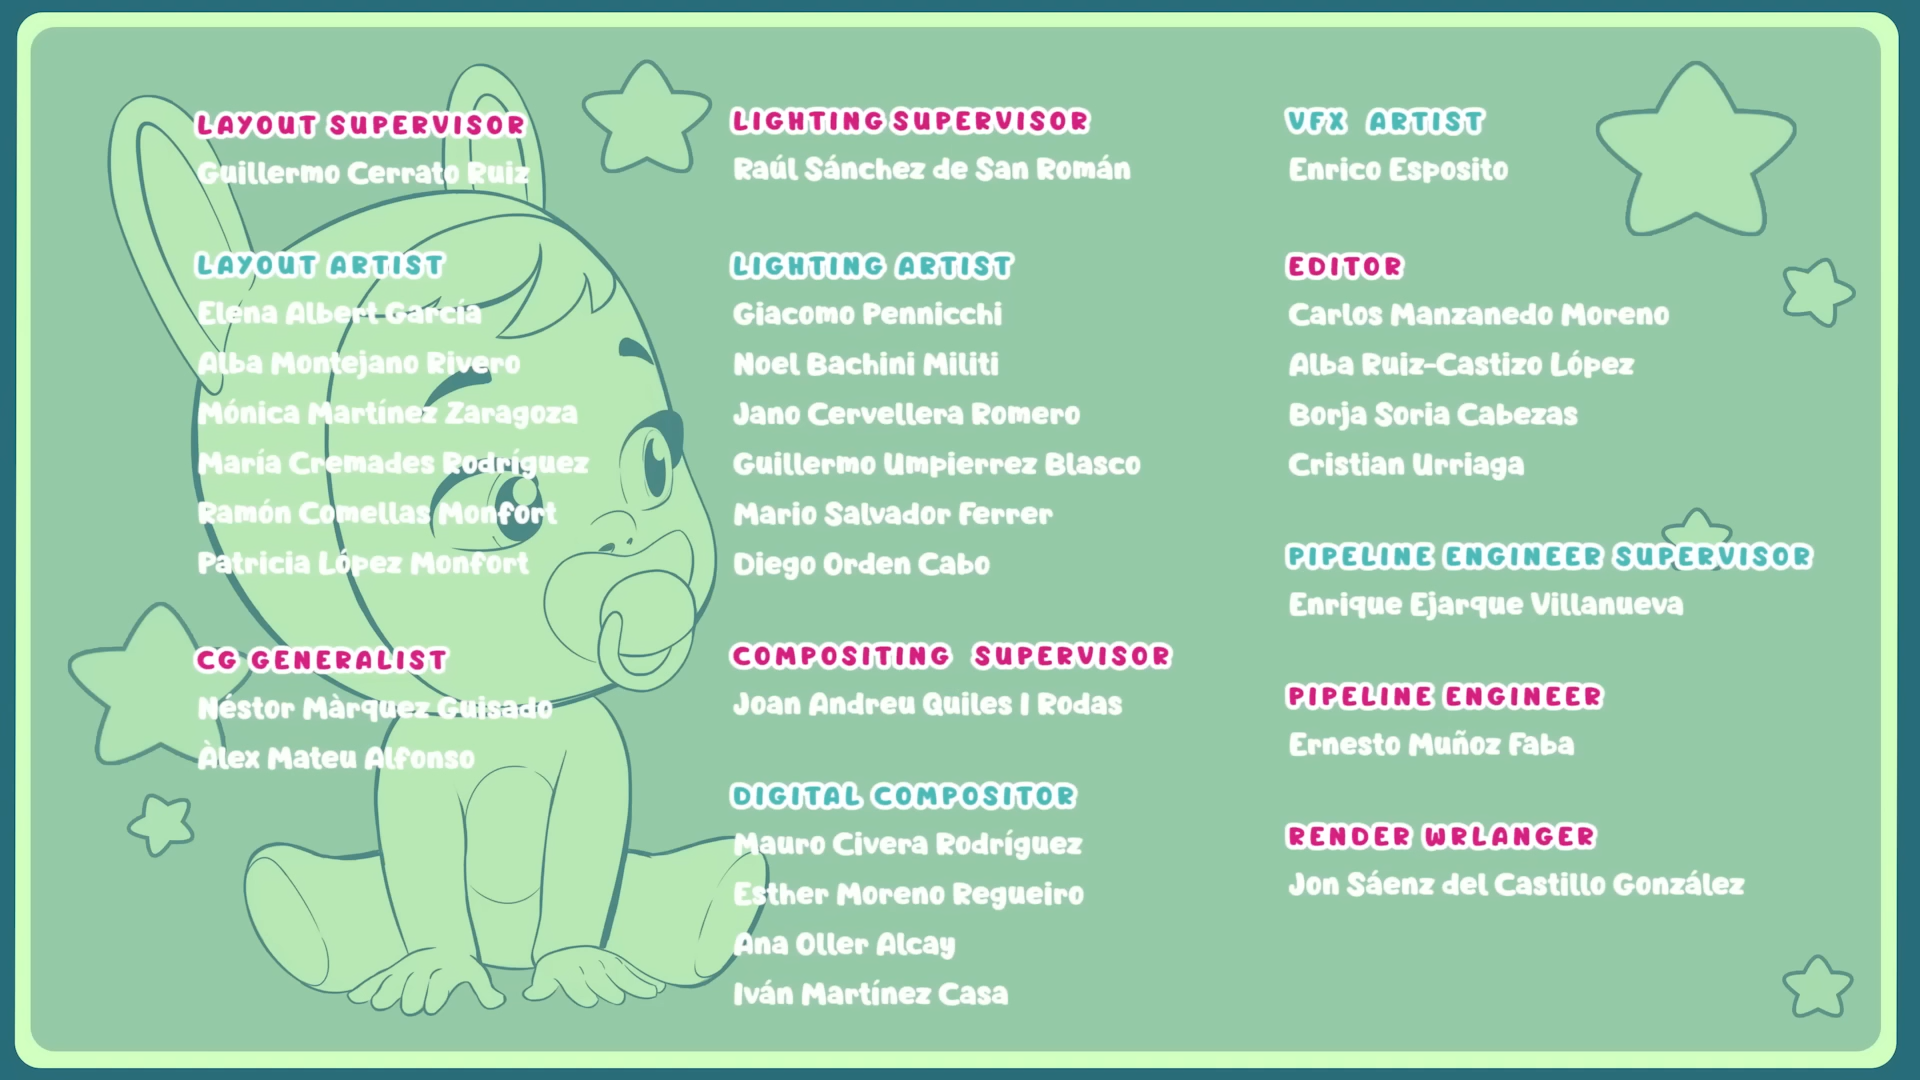 LAYOUT SUPERVISOR
Guillermo Cerrato Ruiz
LAYOUT ARTIST
Elena Albert García
Alba Montejano Rivero
Mónica Martínez Zaragoza
María Cremades Rodríguez
Ramón Comellas Monfort
Patricia López Monfort
CG GENERALIST
Néstor Màrquez Guisado
Àlex Mateu Alfonso
LIGHTING SUPERVISOR
Raúl Sánchez de San Román
LIGHTING ARTIST
Giacomo Pennicchi
Noel Bachini Militi
Jano Cervellera Romero
Guillermo Umpierrez Blasco
Mario Salvador Ferrer
Diego Orden Cabo
COMPOSITING SUPERVISOR
Joan Andreu Quiles I Rodas
DIGITAL COMPOSITOR
Mauro Civera Rodríguez
Esther Moreno Regueiro
Ana Oller Alcay
Iván Martínez Casa
VFX ARTIST
Enrico Esposito
EDITOR
Carlos Manzanedo Moreno
Alba Ruiz-Castizo López
Borja Soria Cabezas
Cristian Urriaga
PIPELINE ENGINEER SUPERVISOR
Enrique Ejarque Villanueva
PIPELINE ENGINEER
Ernesto Muñoz Faba
RENDER WRLANGER
Jon Sáenz del Castillo González